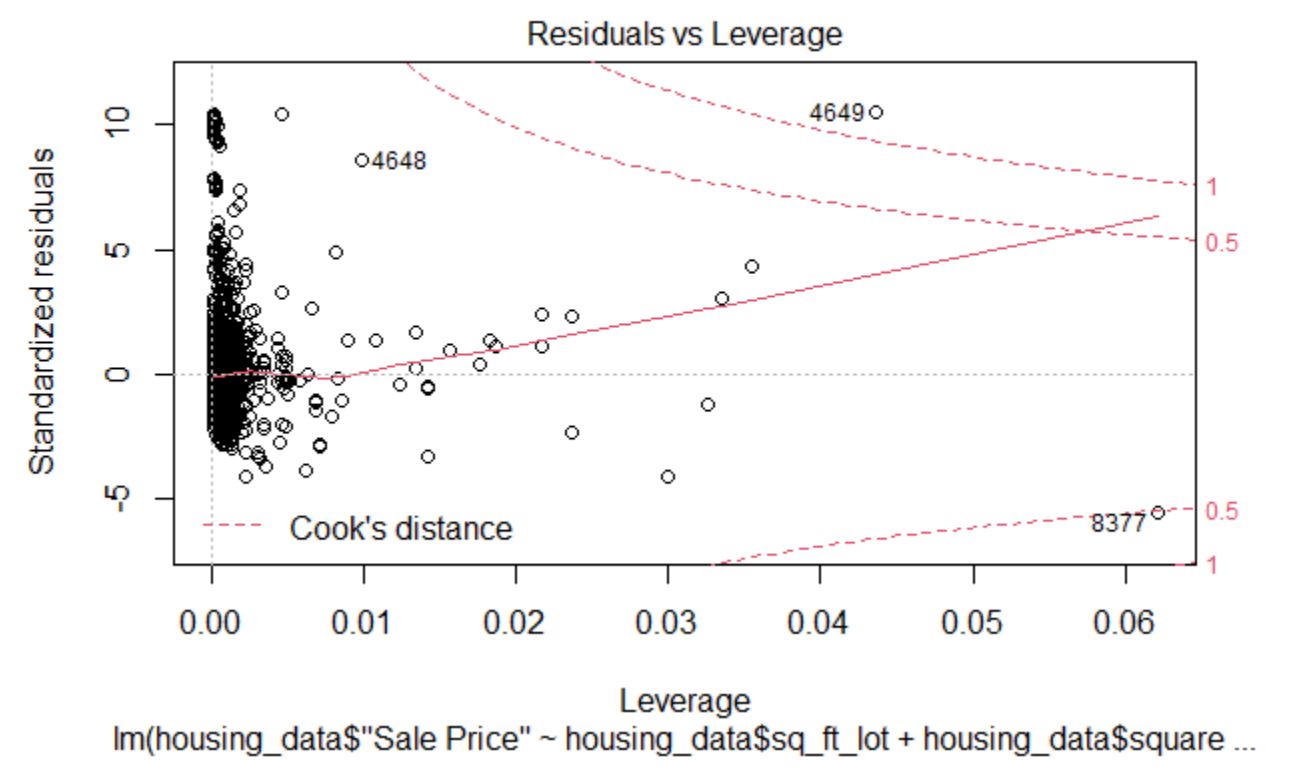 Residuals vs Leverage
Standardized residuals
10
5
0
-5
4649
4648
1
0.5
0.5
8377
1
Cook's distance
0.00 0.01 0.02 0.03 0.04 0.05 0.06
Leverage
lm(housing_data$"Sale Price" ~ housing_data$sq_ft_lot + housing_data$square ...